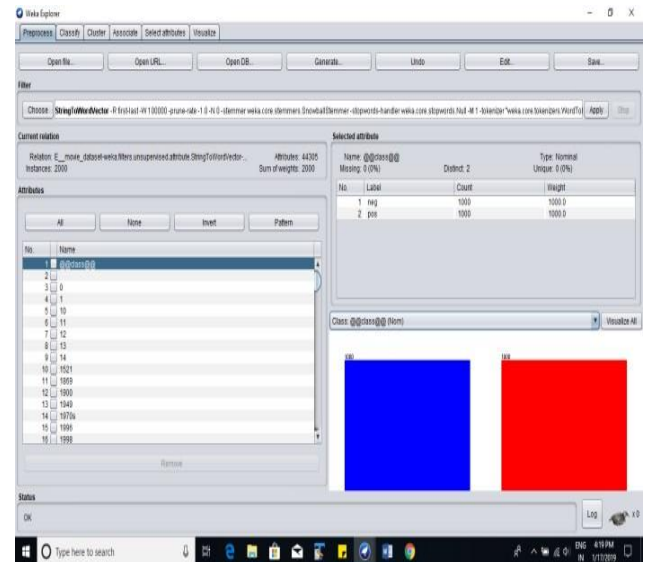 Weka Explorer
Preprocess Classify Cluster Associate Select attributes Visualize
Open file... Open URL... Open DB... Generate... Undo Edit... Save...
Filter
Choose StringToWordVector -R first-last -W 100000 -prune-rate -1.0 -N 0 -stemmer weka.core.stemmers.SnowballStemmer -stopwords-handler weka.core.stopwords.Null -M 1 -tokenizer "weka.core.tokenizers.WordTo Apply Stop
Current relation
Relation: E__movie_dataset-weka.filters.unsupervised.attribute.StringToWordVector-... Attributes: 44305
Instances: 2000 Sum of weights: 2000
Attributes
All None Invert Pattern
No. Name
1 @@class@@
2
3 0
4 1
5 10
6 11
7 12
8 13
9 14
10 1521
11 1869
12 1900
13 1949
14 1970s
15 1995
16 1998
Remove
Selected attribute
Name: @@class@@ Type: Nominal
Missing: 0 (0%) Distinct: 2 Unique: 0 (0%)
No. Label Count Weight
1 neg 1000 1000.0
2 pos 1000 1000.0
Class: @@class@@ (Nom) Visualize All
1000 1000
Status
OK Log x 0
Type here to search
ENG 4:19 PM
IN 1/17/2019